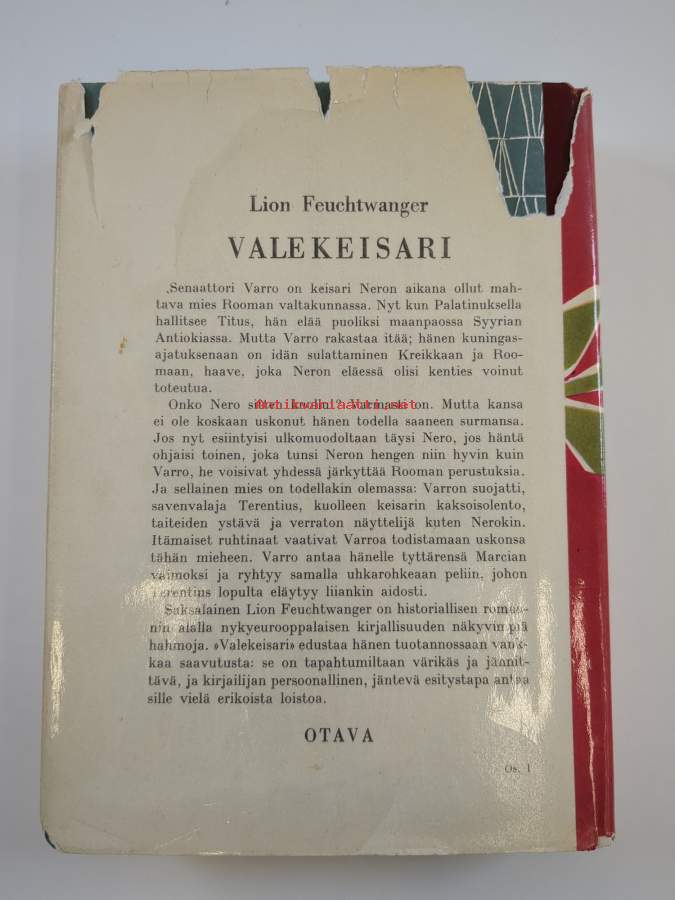 Lion Feuchtwanger
VALEKEISARI
Senaattori Varro on keisari Neron aikana ollut mah-
tava mies Rooman valtakunnassa. Nyt kun Palatinuksella
hallitsee Titus, hän elää puoliksi maanpaossa Syyrian
Antiokiassa. Mutta Varro rakastaa itää; hänen kuningas-
ajatuksenaan on idän sulattaminen Kreikkaan ja Roo-
maan, haave, joka Neron eläessä olisi kenties voinut
toteutua.
Onko Nero sitten kuollut? Varmasti on. Mutta kansa
ei ole koskaan uskonut hänen todella saaneen surmansa.
Jos nyt esiintyisi ulkomuodoltaan täysi Nero, jos häntä
ohjaisi toinen, joka tunsi Neron hengen niin hyvin kuin
Varro, he voisivat yhdessä järkyttää Rooman perustuksia.
Ja sellainen mies on todellakin olemassa: Varron suojatti,
savenvalaja Terentius, kuolleen keisarin kaksoisolento,
taiteiden ystävä ja verraton näyttelijä kuten Nerokin.
Itämaiset ruhtinaat vaativat Varroa todistamaan uskonsa
tähän mieheen. Varro antaa hänelle tyttärensä Marcian
vaimoksi ja ryhtyy samalla uhkarohkeaan peliin, johon
Terentius lopulta eläytyy liiankin aidosti.
Saksalainen Lion Feuchtwanger on historiallisen romaa-
nin alalla nykyeurooppalaisen kirjallisuuden näkyvimpiä
hahmoja. »Valekeisari» edustaa hänen tuotannossaan vank-
kaa saavutusta: se on tapahtumiltaan värikäs ja jännit-
tävä, ja kirjailijan persoonallinen, jäntevä esitystapa antaa
sille vielä erikoista loistoa.
OTAVA
Os. 1